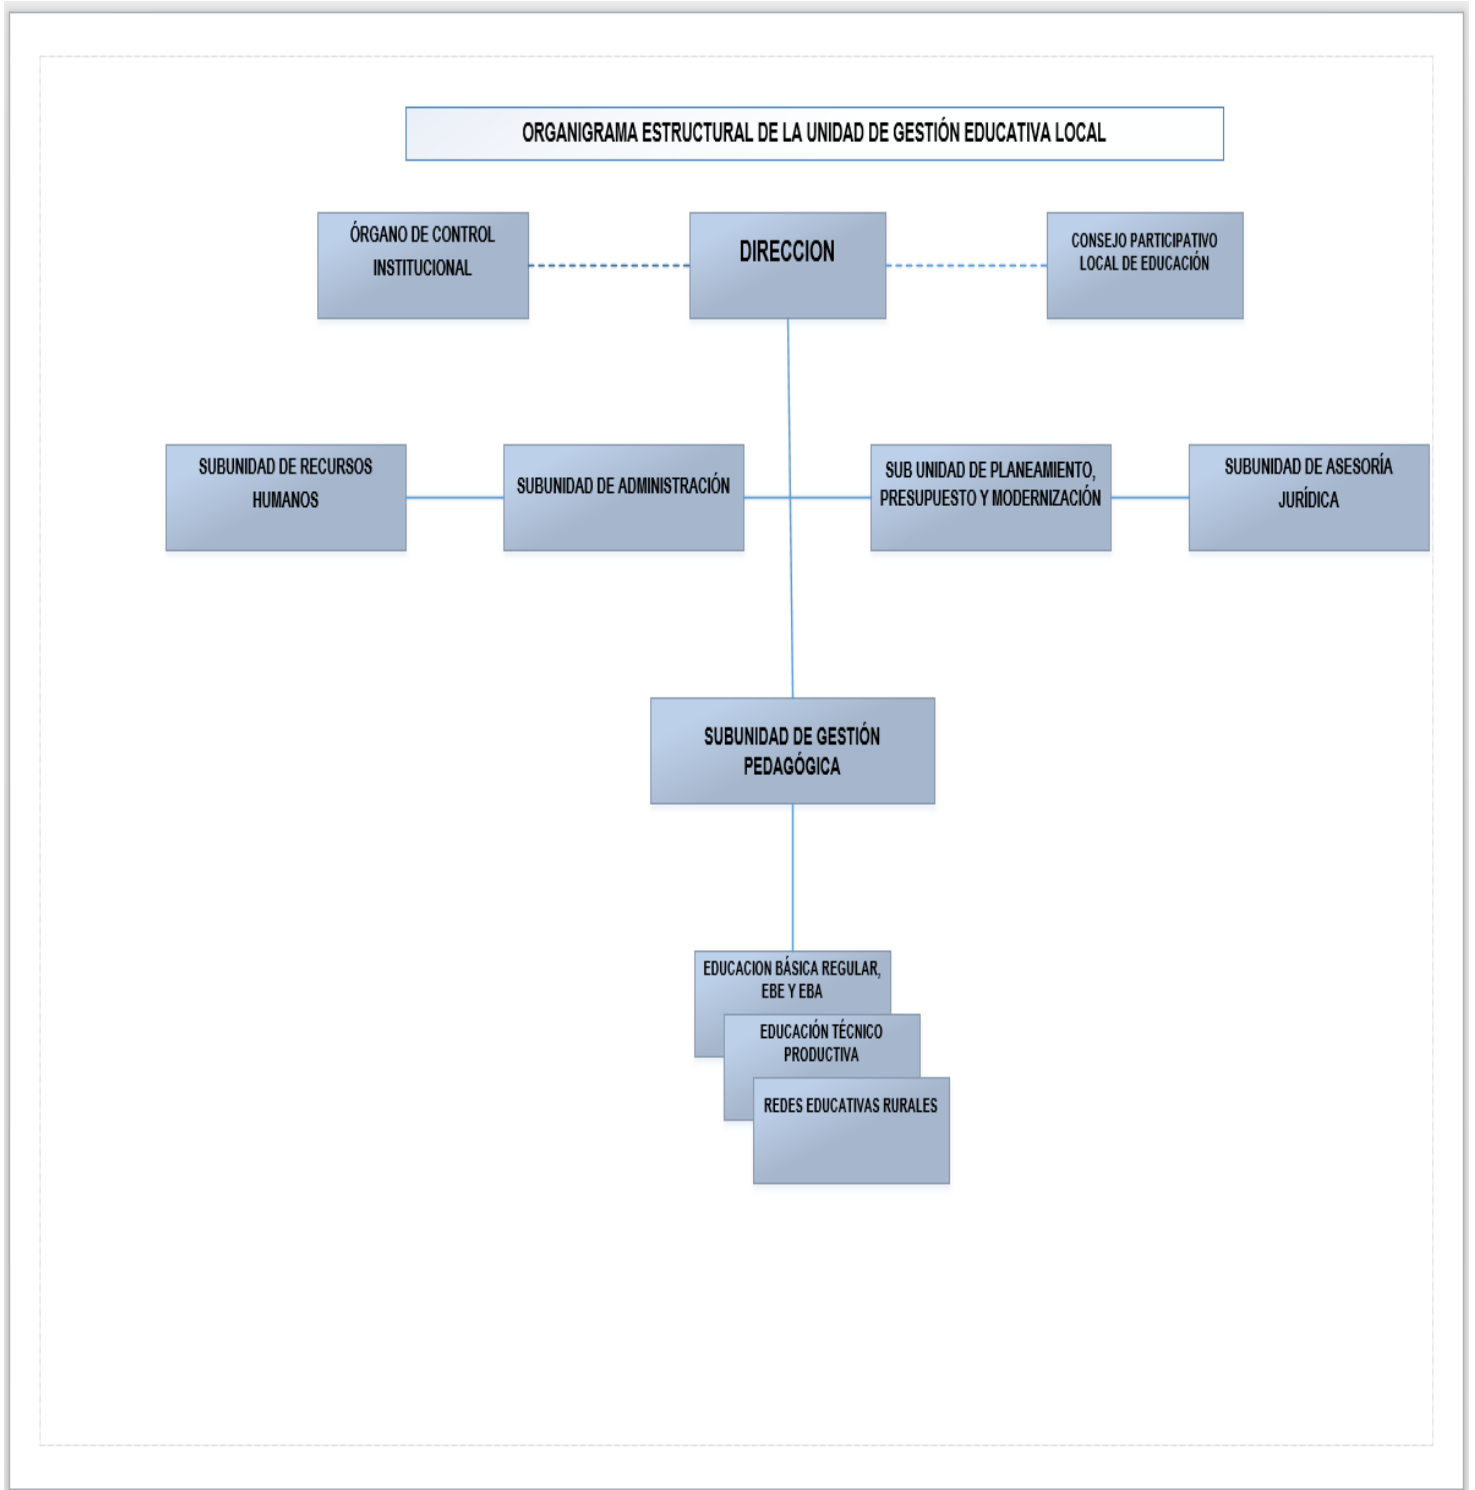 ORGANIGRAMA ESTRUCTURAL DE LA UNIDAD DE GESTIÓN EDUCATIVA LOCAL
ÓRGANO DE CONTROL
INSTITUCIONAL
DIRECCION
CONSEJO PARTICIPATIVO
LOCAL DE EDUCACIÓN
SUBUNIDAD DE RECURSOS
HUMANOS
SUBUNIDAD DE ADMINISTRACIÓN
SUB UNIDAD DE PLANEAMIENTO,
PRESUPUESTO Y MODERNIZACIÓN
SUBUNIDAD DE ASESORÍA
JURÍDICA
SUBUNIDAD DE GESTIÓN
PEDAGÓGICA
EDUCACION BÁSICA REGULAR,
EBE Y EBA
EDUCACIÓN TÉCNICO
PRODUCTIVA
REDES EDUCATIVAS RURALES